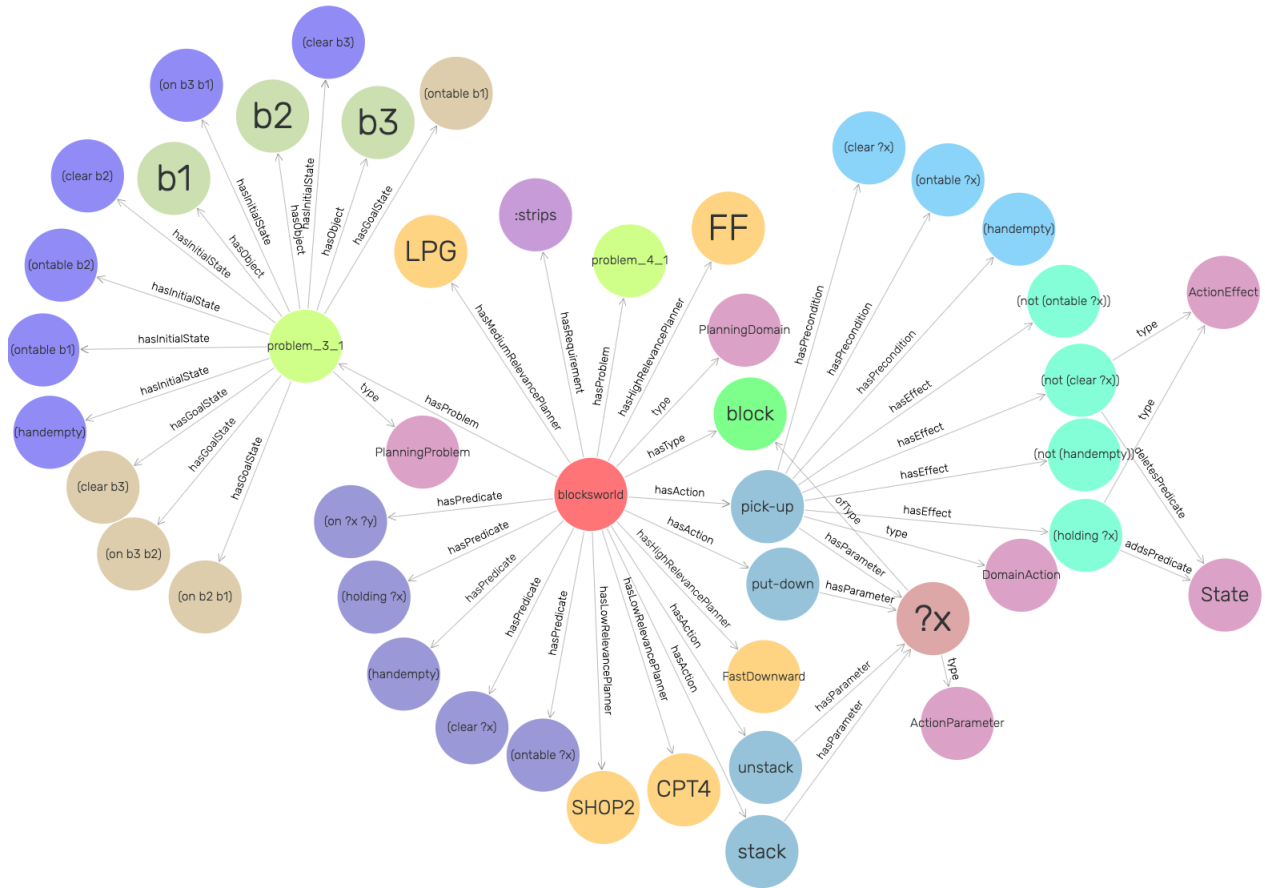 (clear b3)
(on b3 b1)
(ontable b1)
b2
b3
(clear b2)
b1
hasInitialState
hasInitialState
hasObject
hasObject
hasGoalState
hasInitialState
hasObject
(ontable b2)
hasInitialState
(ontable b1)
hasInitialState
problem_3_1
(handempty)
hasInitialState
hasGoalState
hasGoalState
hasGoalState
type
PlanningProblem
(clear b3)
(on b3 b2)
(on b2 b1)
hasProblem
LPG
:strips
problem_4_1
FF
hasMediumRelevancePlanner
hasRequirement
hasProblem
hasHighRelevancePlanner
type
PlanningDomain
hasType
block
blocksworld
hasAction
pick-up
hasAction
put-down
hasPredicate
(on ?x ?y)
hasPredicate
(holding ?x)
hasPredicate
(handempty)
hasPredicate
(clear ?x)
hasPredicate
(ontable ?x)
hasLowRelevancePlanner
SHOP2
hasLowRelevancePlanner
CPT4
hasHighRelevancePlanner
FastDownward
hasAction
unstack
hasAction
stack
(clear ?x)
(ontable ?x)
(handempty)
hasPrecondition
hasPrecondition
hasPrecondition
hasEffect
(not (ontable ?x))
hasEffect
(not (clear ?x))
hasEffect
(not (handempty))
hasEffect
(holding ?x)
type
ActionEffect
type
deletesPredicate
addsPredicate
State
ofType
type
DomainAction
hasParameter
hasParameter
hasParameter
hasParameter
?x
type
ActionParameter